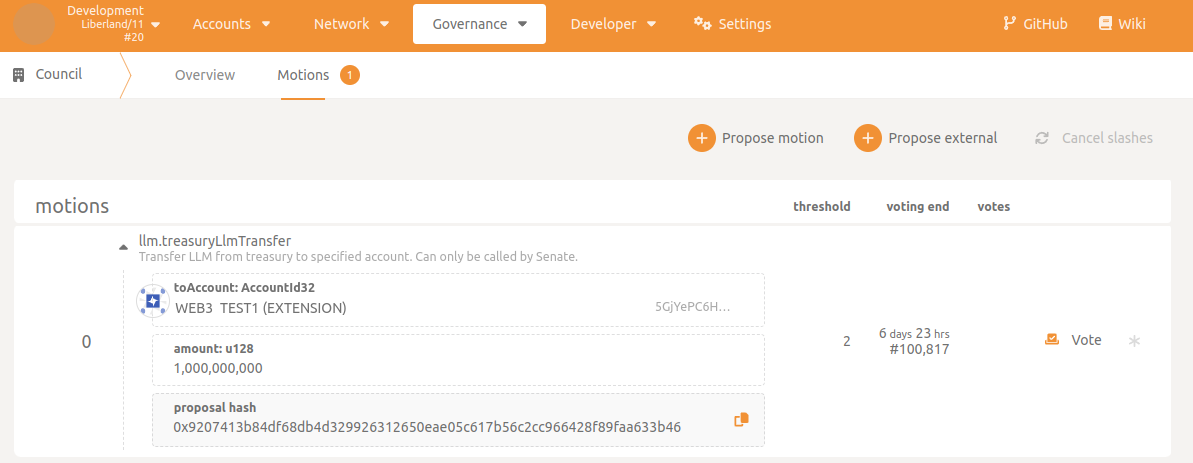 Development
Liberland/11
#20
Accounts
Network
Governance
Developer
Settings
GitHub
Wiki
Council
Overview
Motions 1
Propose motion
Propose external
Cancel slashes
motions
threshold
voting end
votes
0
llm.treasuryLlmTransfer
Transfer LLM from treasury to specified account. Can only be called by Senate.
toAccount: AccountId32
WEB3 TEST1 (EXTENSION)
5GjYePC6H...
amount: u128
1,000,000,000
proposal hash
0x9207413b84df68db4d329926312650eae05c617b56c2cc966428f89faa633b46
2
6 days 23 hrs
#100,817
Vote